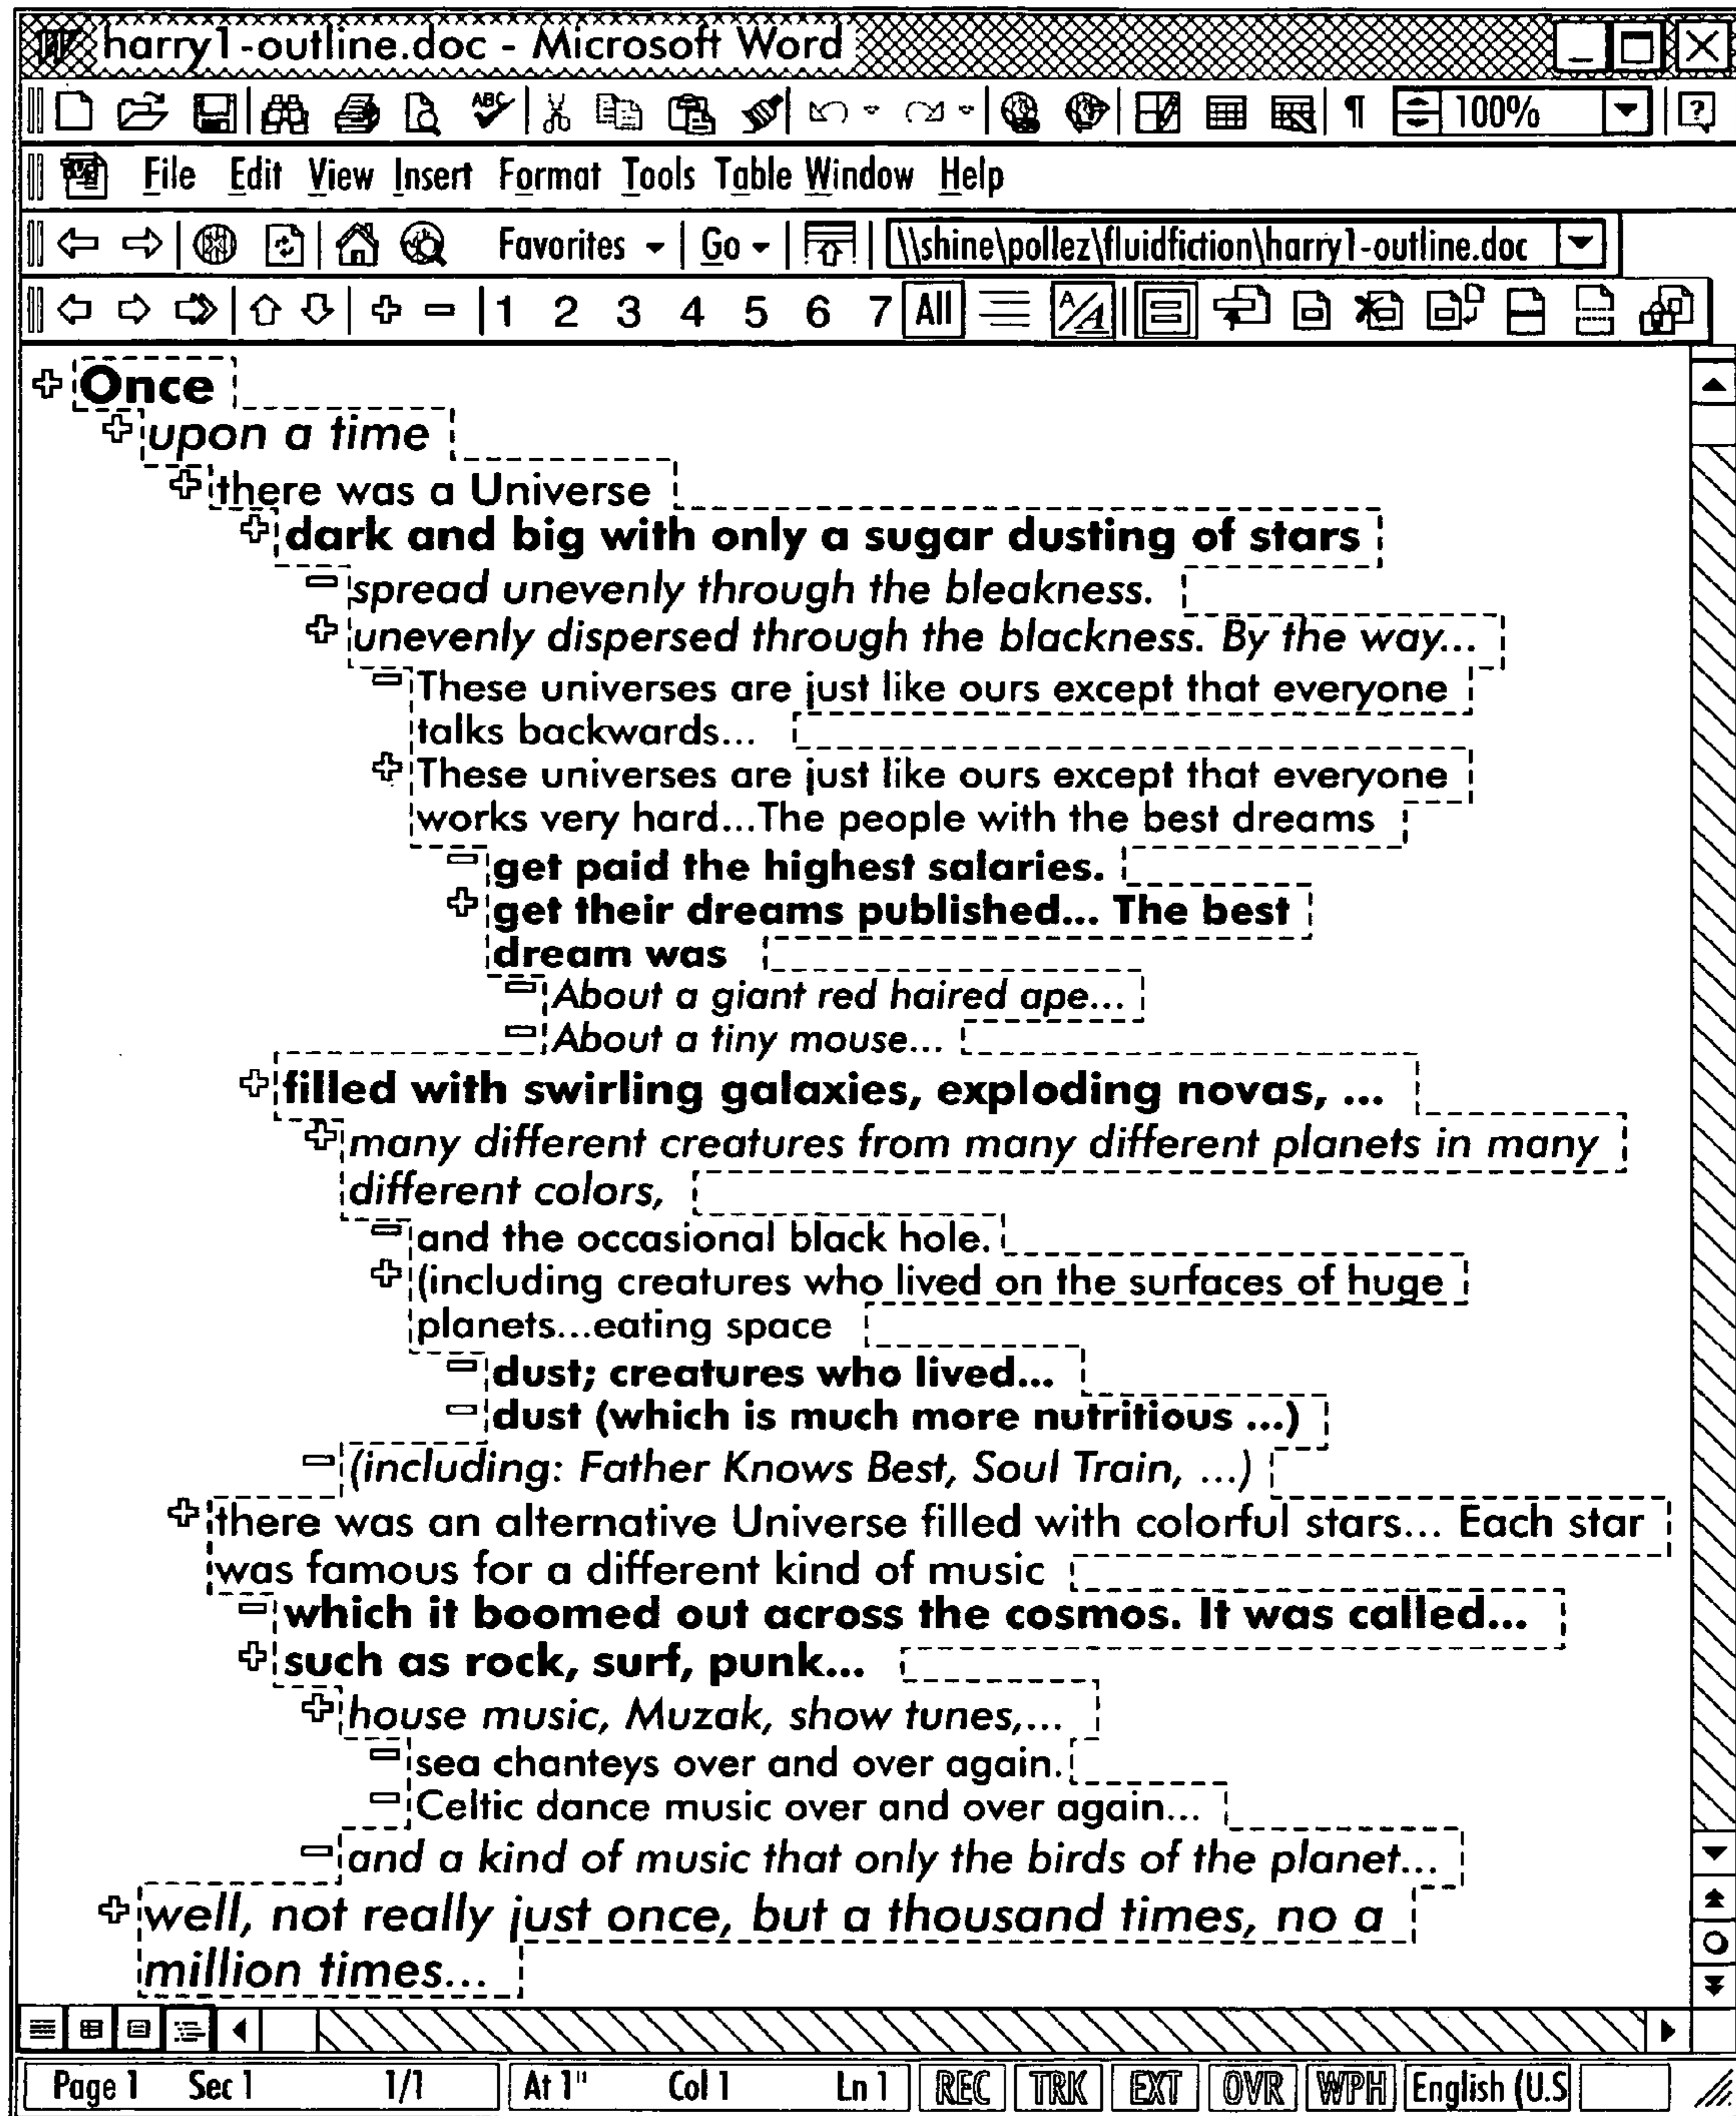 harry1-outline.doc - Microsoft Word
ABC ¶ 100% ?
File Edit View Insert Format Tools Table Window Help
Favorites Go \\shine\pollez\fluidfiction\harry1-outline.doc
1 2 3 4 5 6 7 All A/A
Once
upon a time
there was a Universe
dark and big with only a sugar dusting of stars
spread unevenly through the bleakness.
unevenly dispersed through the blackness. By the way...
These universes are just like ours except that everyone
talks backwards...
These universes are just like ours except that everyone
works very hard...The people with the best dreams
get paid the highest salaries.
get their dreams published... The best
dream was
About a giant red haired ape...
About a tiny mouse...
filled with swirling galaxies, exploding novas, ...
many different creatures from many different planets in many
different colors,
and the occasional black hole.
(including creatures who lived on the surfaces of huge
planets...eating space
dust; creatures who lived...
dust (which is much more nutritious ...)
(including: Father Knows Best, Soul Train, ...)
there was an alternative Universe filled with colorful stars... Each star
was famous for a different kind of music
which it boomed out across the cosmos. It was called...
such as rock, surf, punk...
house music, Muzak, show tunes,...
sea chanteys over and over again.
Celtic dance music over and over again...
and a kind of music that only the birds of the planet...
well, not really just once, but a thousand times, no a
million times...
Page 1 Sec 1 1/1 At 1" Col 1 Ln 1 REC TRK EXT OVR WPH English (U.S